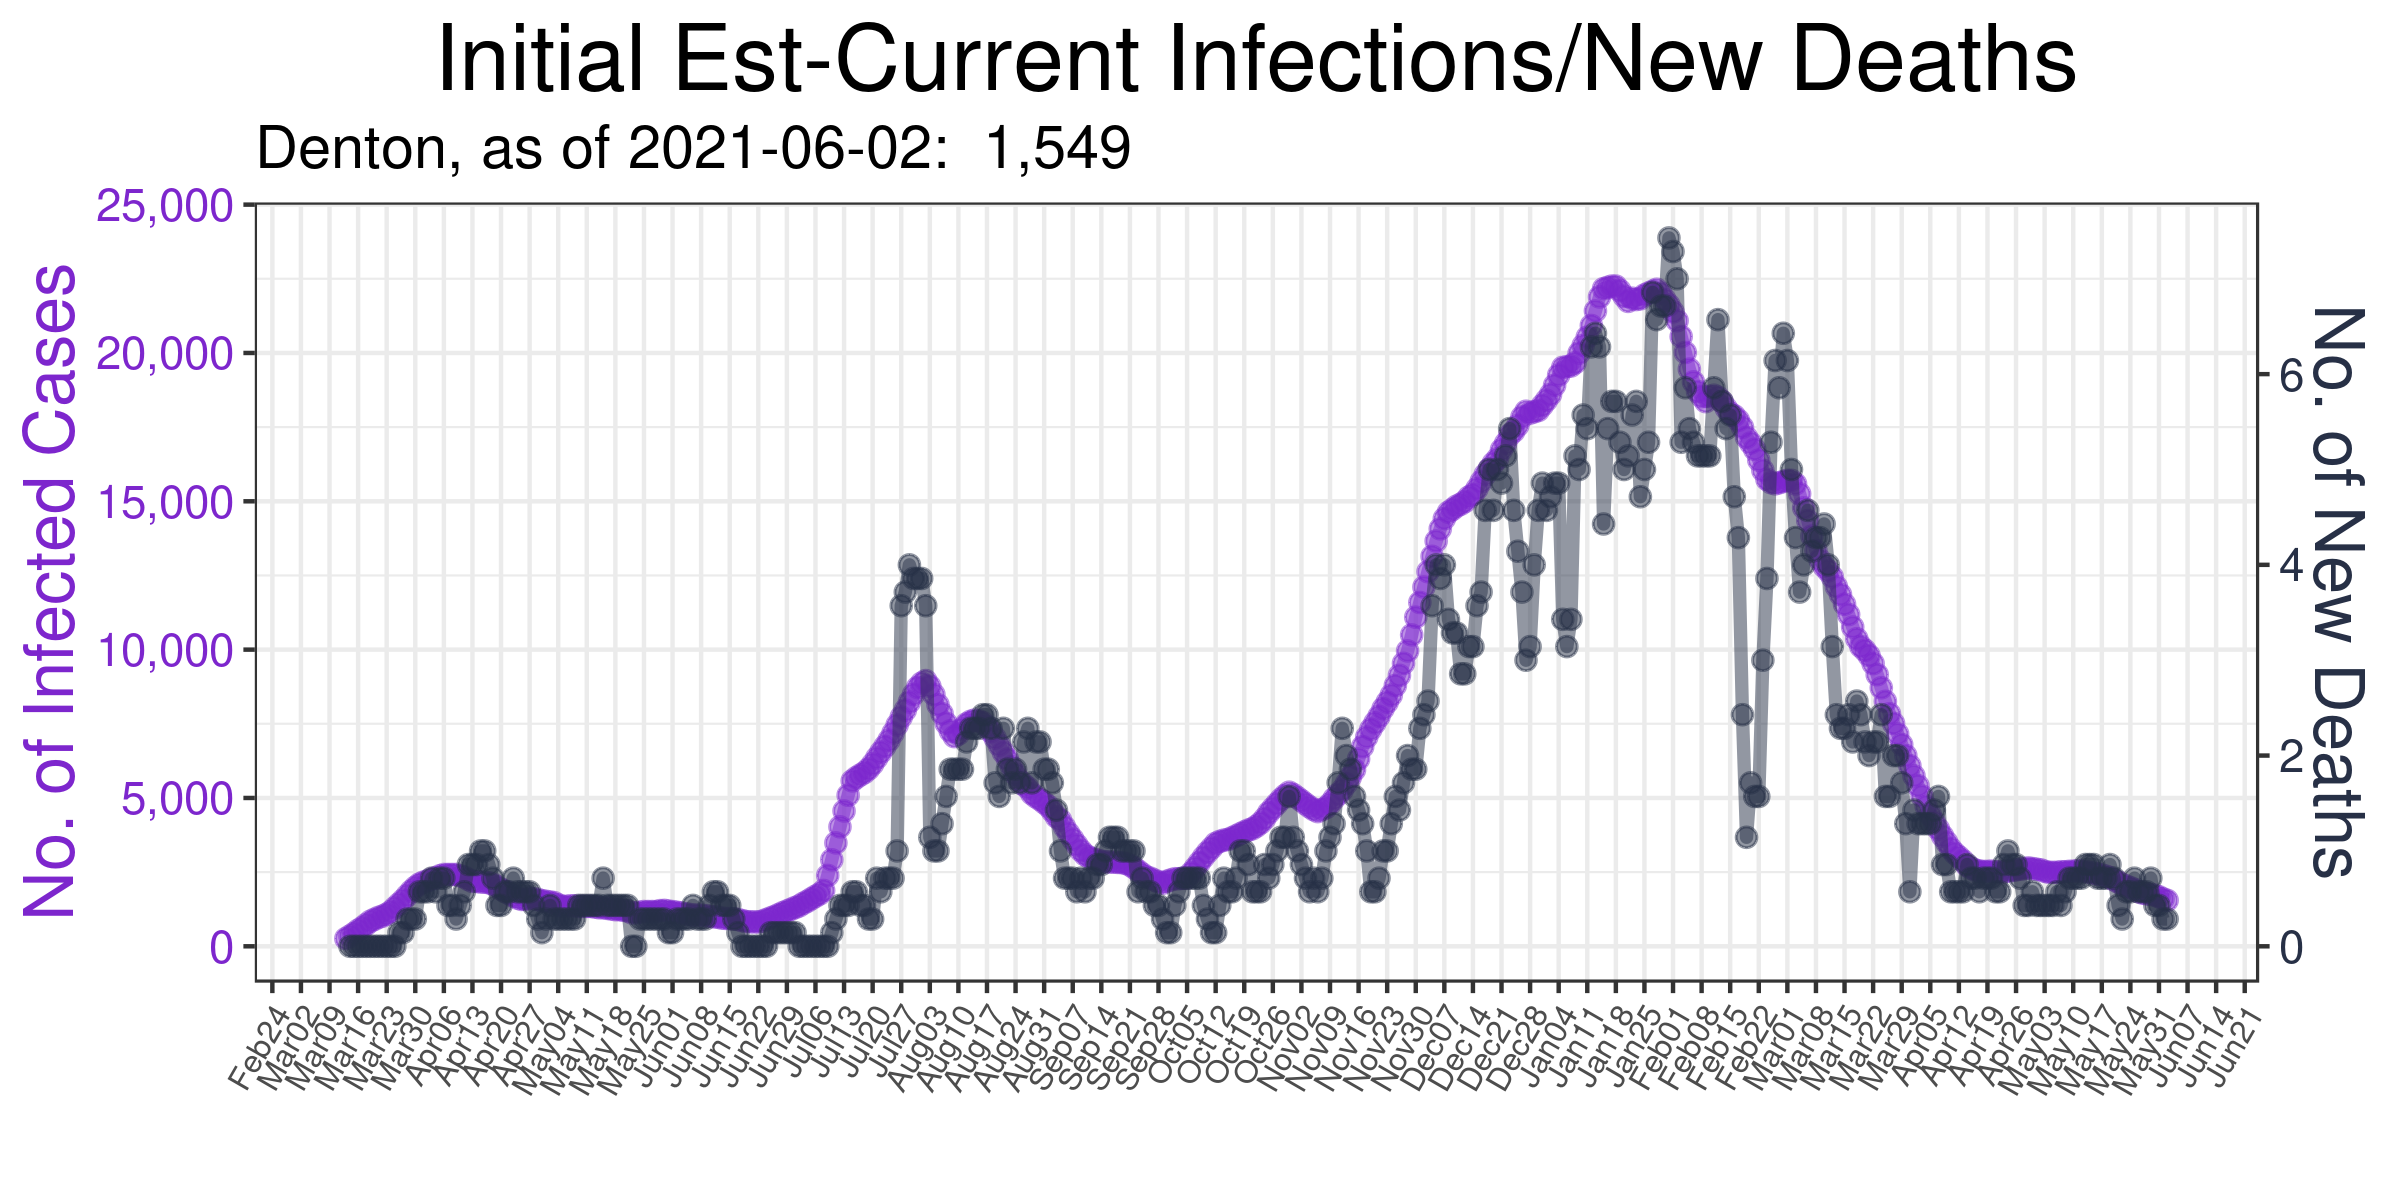 Initial Est-Current Infections/New Deaths
Denton, as of 2021-06-02:  1,549
No. of Infected Cases
25,000
20,000
15,000
10,000
5,000
0
6
4
2
0
No. of New Deaths
Feb24
Mar02
Mar09
Mar16
Mar23
Mar30
Apr06
Apr13
Apr20
Apr27
May04
May11
May18
May25
Jun01
Jun08
Jun15
Jun22
Jun29
Jul06
Jul13
Jul20
Jul27
Aug03
Aug10
Aug17
Aug24
Aug31
Sep07
Sep14
Sep21
Sep28
Oct05
Oct12
Oct19
Oct26
Nov02
Nov09
Nov16
Nov23
Nov30
Dec07
Dec14
Dec21
Dec28
Jan04
Jan11
Jan18
Jan25
Feb01
Feb08
Feb15
Feb22
Mar01
Mar08
Mar15
Mar22
Mar29
Apr05
Apr12
Apr19
Apr26
May03
May10
May17
May24
May31
Jun07
Jun14
Jun21